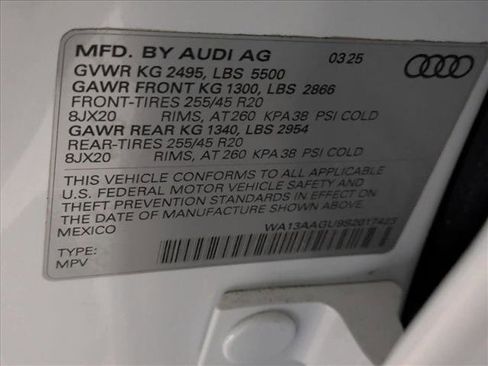 MFD. BY AUDI AG 0325
GVWR KG 2495, LBS 5500
GAWR FRONT KG 1300, LBS 2866
FRONT-TIRES 255/45 R20
8JX20 RIMS, AT 260 KPA 38 PSI COLD
GAWR REAR KG 1340, LBS 2954
REAR-TIRES 255/45 R20
8JX20 RIMS, AT 260 KPA 38 PSI COLD
THIS VEHICLE CONFORMS TO ALL APPLICABLE
U.S. FEDERAL MOTOR VEHICLE SAFETY AND
THEFT PREVENTION STANDARDS IN EFFECT ON
THE DATE OF MANUFACTURE SHOWN ABOVE.
MEXICO WA13AAGU9S2017425
TYPE:
MPV